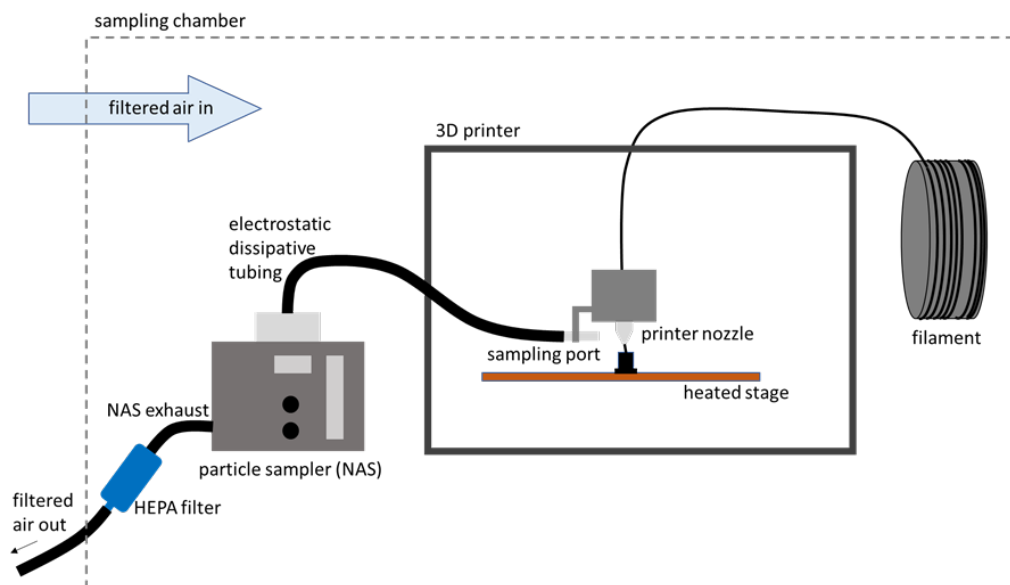 sampling chamber
filtered air in
3D printer
electrostatic
dissipative
tubing
printer nozzle
filament
sampling port
heated stage
NAS exhaust
particle sampler (NAS)
HEPA filter
filtered
air out